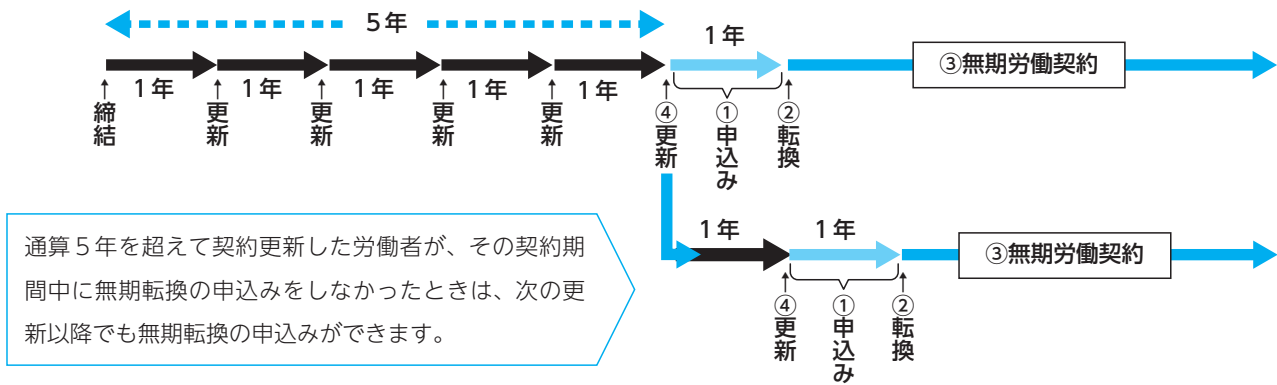 5年
1年
③無期労働契約
1年 1年 1年 1年 1年
↑締結
↑更新
↑更新
↑更新
↑更新
↑④更新
①申込み
↑②転換
通算5年を超えて契約更新した労働者が、その契約期
間中に無期転換の申込みをしなかったときは、次の更
新以降でも無期転換の申込みができます。
1年 1年
③無期労働契約
↑④更新
①申込み
↑②転換